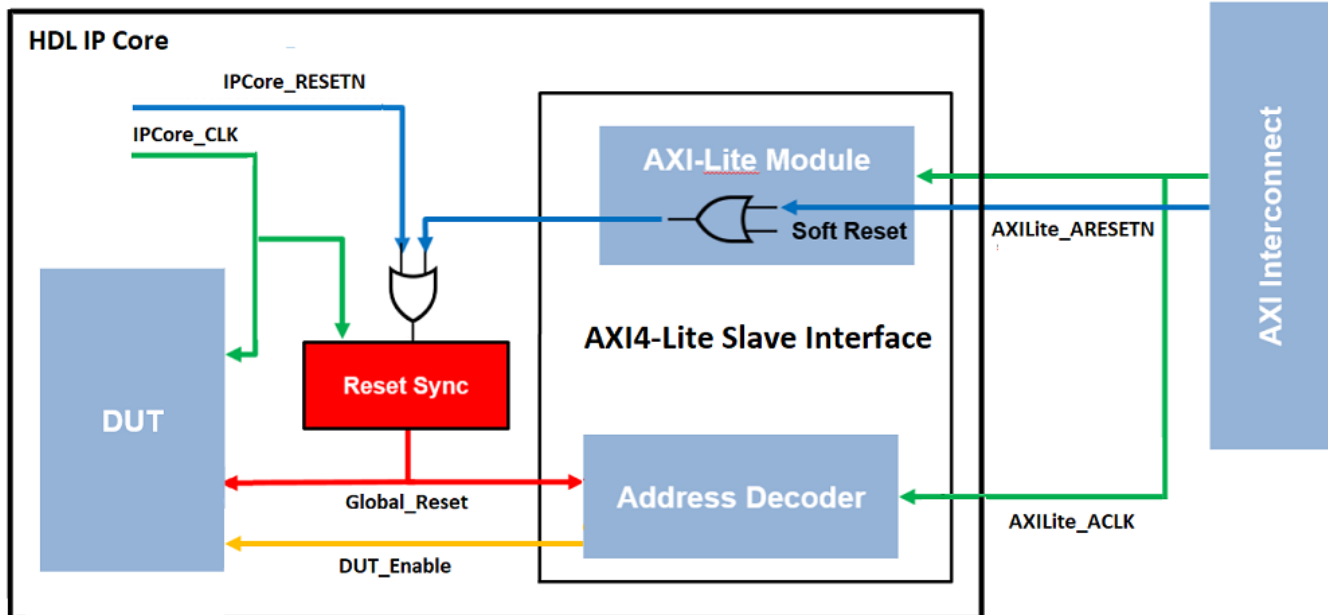 HDL IP Core
IPCore_RESETN
IPCore_CLK
AXI-Lite Module
Soft Reset
AXILite_ARESETN
AXI Interconnect
AXI4-Lite Slave Interface
Reset Sync
DUT
Global_Reset
Address Decoder
AXILite_ACLK
DUT_Enable